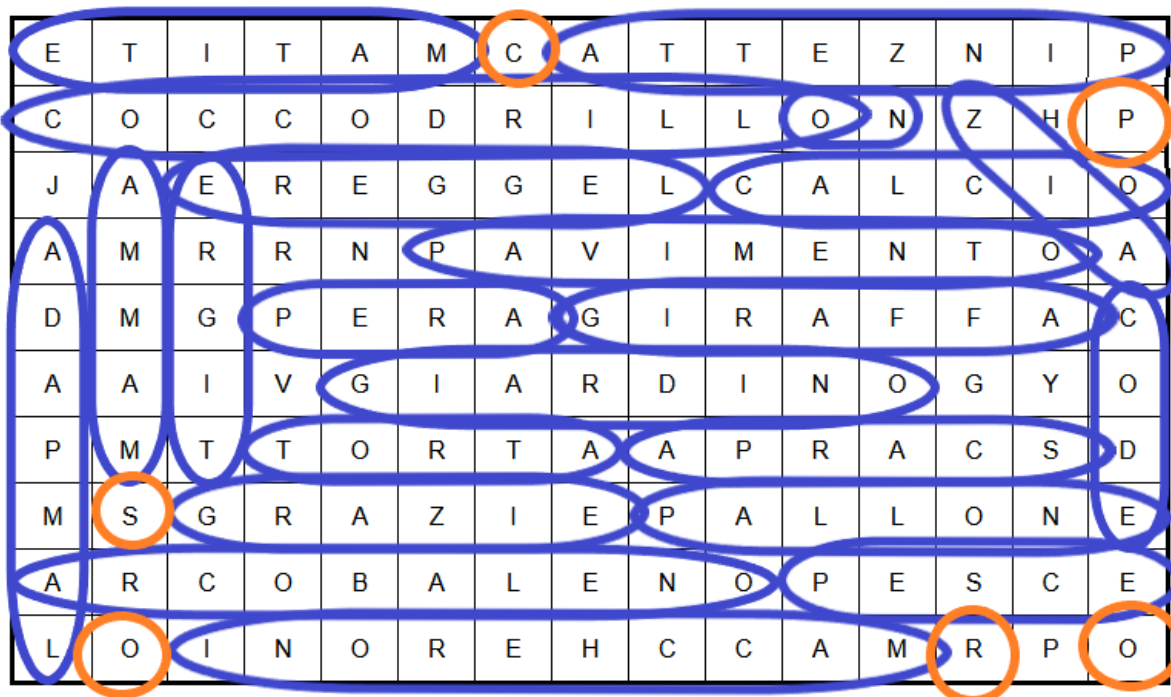 E T I T A M C A T T E Z N I P
C O C C O D R I L L O N Z H P
J A E R E G G E L C A L C I O
A M R R N P A V I M E N T O A
D M G P E R A G I R A F F A C
A A I V G I A R D I N O G Y O
P M T T O R T A A P R A C S D
M S G R A Z I E P A L L O N E
A R C O B A L E N O P E S C E
L O I N O R E H C C A M R P O